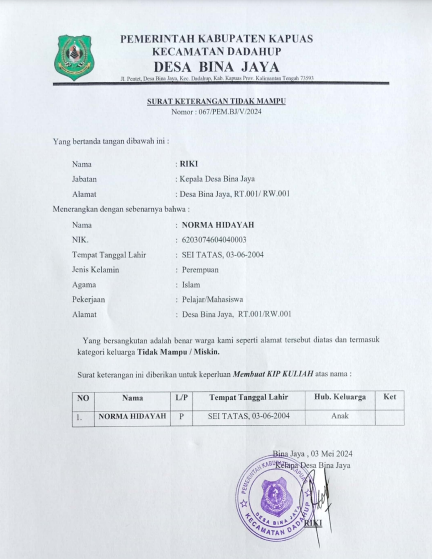 PEMERINTAH KABUPATEN KAPUAS
KECAMATAN DADAHUP
DESA BINA JAYA
Jl. Poros, Desa Bina Jaya, Kec. Dadahup, Kab. Kapuas Prov. Kalimantan Tengah 73593
SURAT KETERANGAN TIDAK MAMPU
Nomor : 067/PEM.BJ/V/2024
Yang bertanda tangan dibawah ini :
Nama : RIKI
Jabatan : Kepala Desa Bina Jaya
Alamat : Desa Bina Jaya, RT.001/ RW.001
Menerangkan dengan sebenarnya bahwa :
Nama : NORMA HIDAYAH
NIK. : 6203074604040003
Tempat Tanggal Lahir : SEI TATAS, 03-06-2004
Jenis Kelamin : Perempuan
Agama : Islam
Pekerjaan : Pelajar/Mahasiswa
Alamat : Desa Bina Jaya, RT.001/RW.001
Yang bersangkutan adalah benar warga kami seperti alamat tersebut diatas dan termasuk
kategori keluarga Tidak Mampu / Miskin.
Surat keterangan ini diberikan untuk keperluan Membuat KIP KULIAH atas nama :
NO Nama L/P Tempat Tanggal Lahir Hub. Keluarga Ket
1. NORMA HIDAYAH P SEI TATAS, 03-06-2004 Anak
Bina Jaya , 03 Mei 2024
Kepala Desa Bina Jaya
PEMERINTAH KABUPATEN KAPUAS
DESA BINA JAYA
KECAMATAN DADAHUP
RIKI